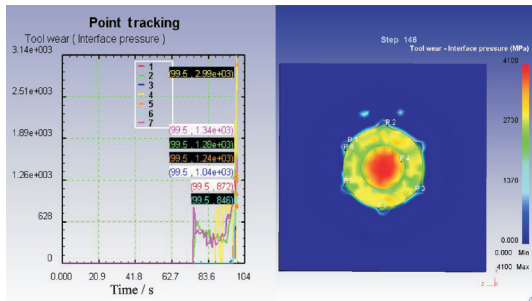 Point tracking
Tool wear ( Interface pressure)
3.14e+003
2.51e+003
1.89e+003
1.26e+003
628
0
0.000 20.9 41.8 62.7 83.6 104
Time / s
1
2
3
4
5
6
7
(99.5 , 2.99e+03)
(99.5 , 1.34e+03)
(99.5 , 1.28e+03)
(99.5 , 1.24e+03)
(99.5 , 1.04e+03)
(99.5 , 872)
(99.5 , 846)
Step 146
Tool wear - Interface pressure (MPa)
4100
2730
1370
0.000
0.000 Min
4100 Max
P 2
P 4
P 3